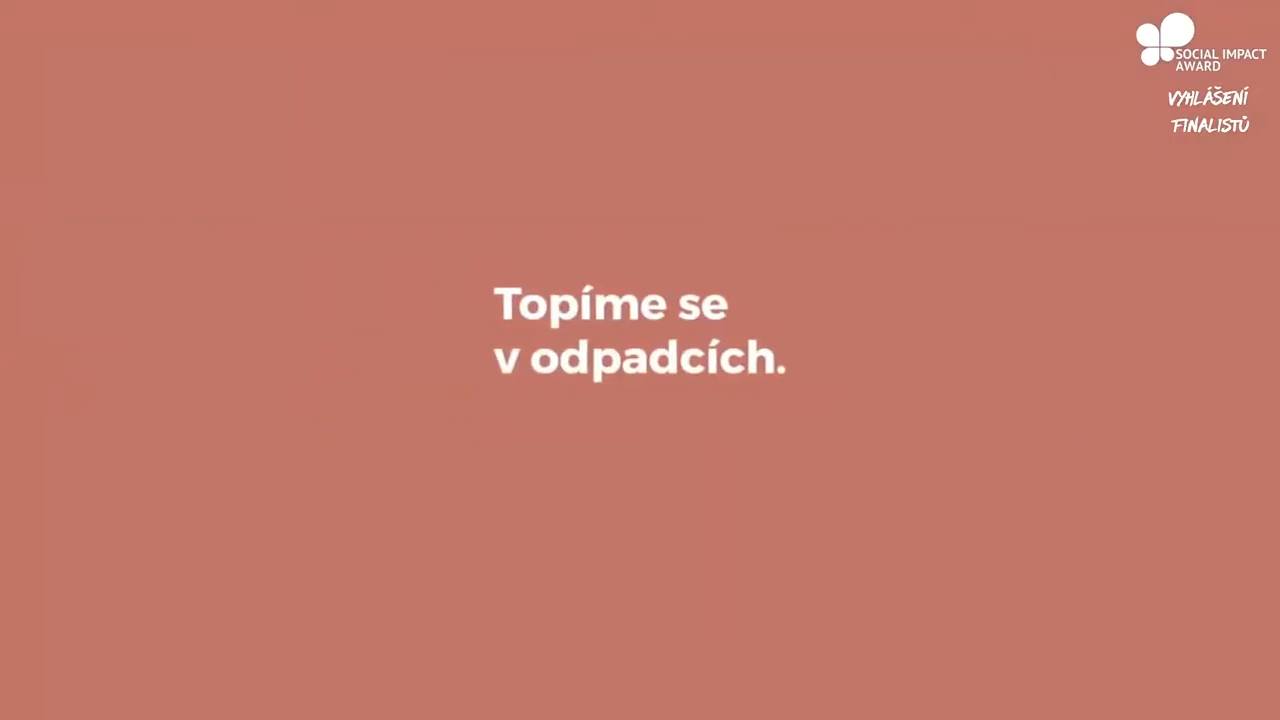 SOCIAL IMPACT
AWARD
VYHLÁŠENÍ
FINALISTŮ
Topíme se
v odpadcích.